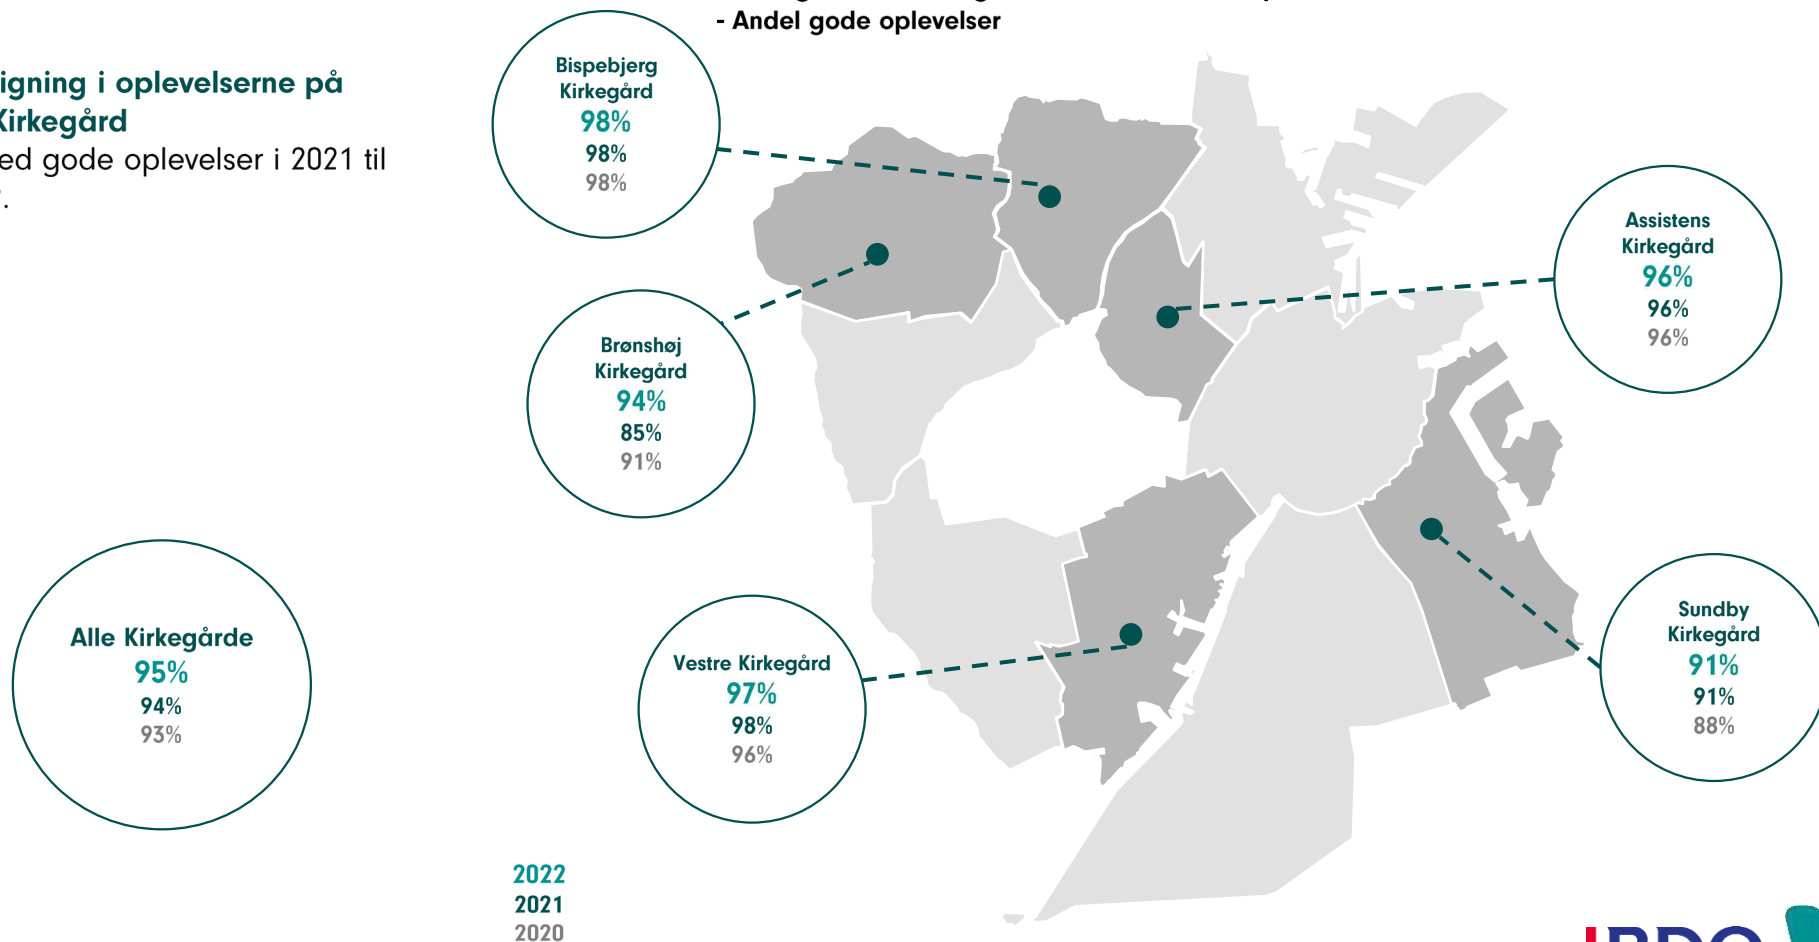 - Andel gode oplevelser
igning i oplevelserne på
Kirkegård
ed gode oplevelser i 2021 til
.
Bispebjerg
Kirkegård
98%
98%
98%
Assistens
Kirkegård
96%
96%
96%
Brønshøj
Kirkegård
94%
85%
91%
Alle Kirkegårde
95%
94%
93%
Vestre Kirkegård
97%
98%
96%
Sundby
Kirkegård
91%
91%
88%
2022
2021
2020
BDO